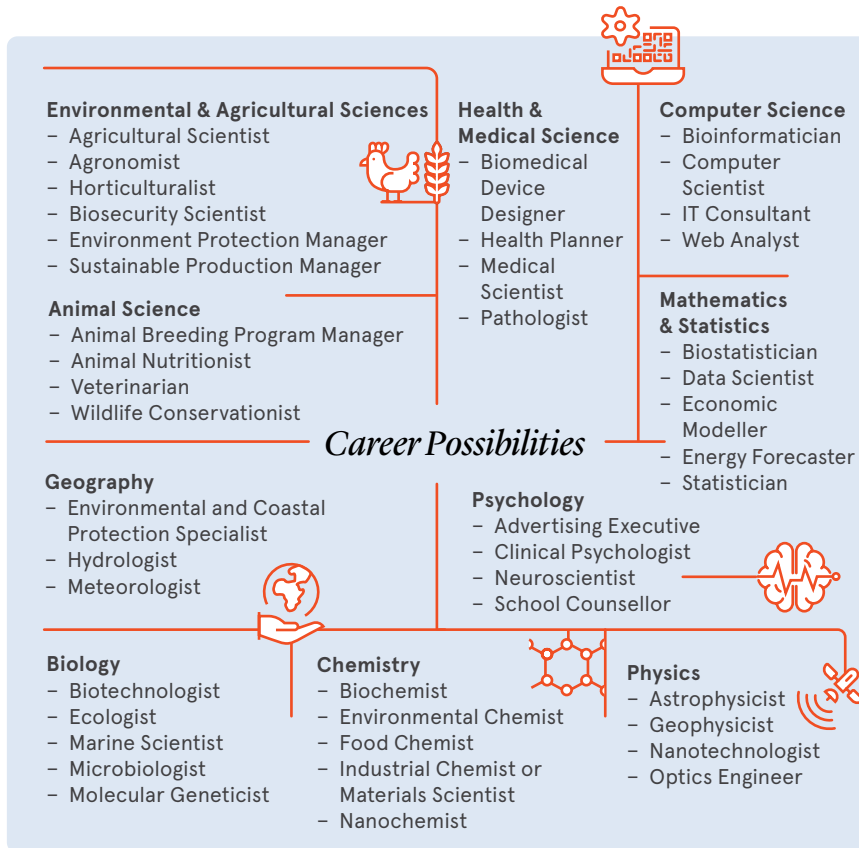 Environmental & Agricultural Sciences
– Agricultural Scientist
– Agronomist
– Horticulturalist
– Biosecurity Scientist
– Environment Protection Manager
– Sustainable Production Manager
Animal Science
– Animal Breeding Program Manager
– Animal Nutritionist
– Veterinarian
– Wildlife Conservationist
Health &
Medical Science
– Biomedical
Device
Designer
– Health Planner
– Medical
Scientist
– Pathologist
Computer Science
– Bioinformatician
– Computer
Scientist
– IT Consultant
– Web Analyst
Mathematics
& Statistics
– Biostatistician
– Data Scientist
– Economic
Modeller
– Energy Forecaster
– Statistician
Career Possibilities
Geography
– Environmental and Coastal
Protection Specialist
– Hydrologist
– Meteorologist
Psychology
– Advertising Executive
– Clinical Psychologist
– Neuroscientist
– School Counsellor
Biology
– Biotechnologist
– Ecologist
– Marine Scientist
– Microbiologist
– Molecular Geneticist
Chemistry
– Biochemist
– Environmental Chemist
– Food Chemist
– Industrial Chemist or
Materials Scientist
– Nanochemist
Physics
– Astrophysicist
– Geophysicist
– Nanotechnologist
– Optics Engineer